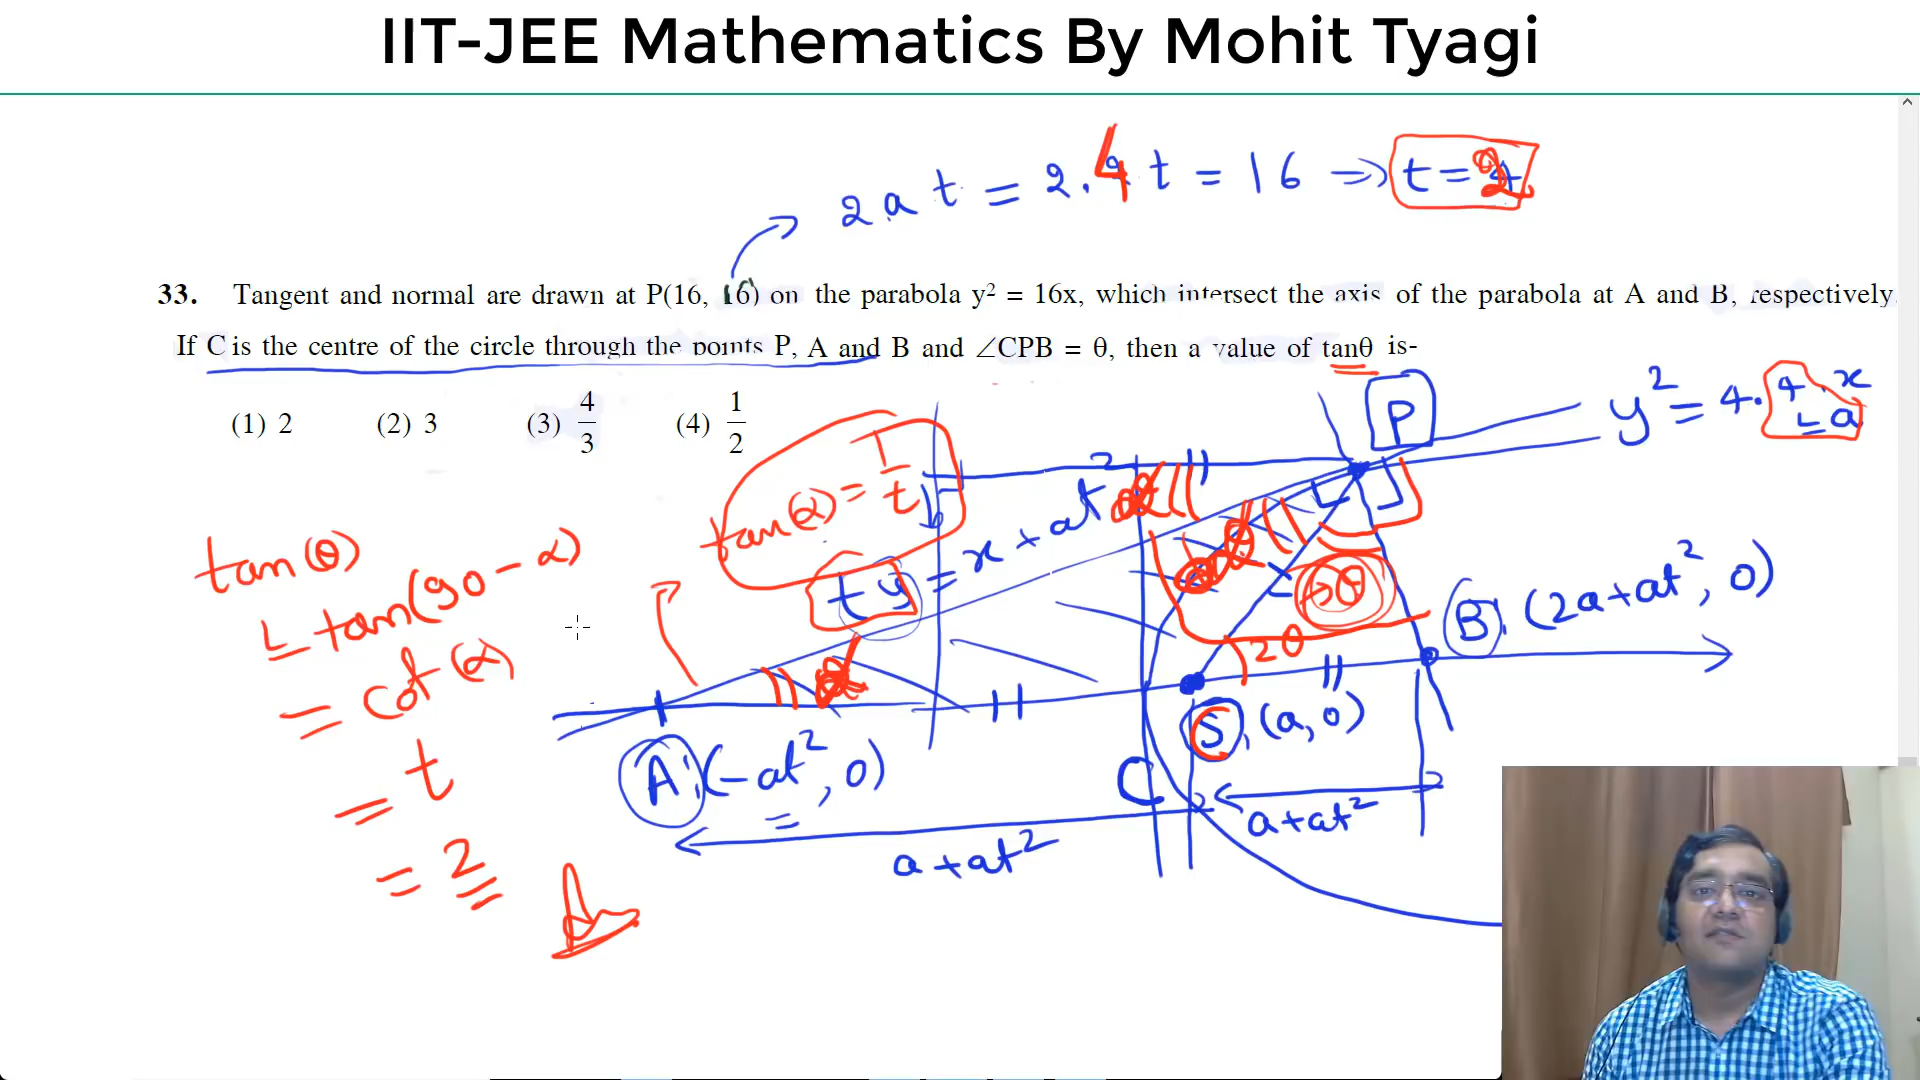 IIT-JEE Mathematics By Mohit Tyagi
2at = 2.4t = 16 ⇒ t = 2
33. Tangent and normal are drawn at P(16, 16) on the parabola y² = 16x, which intersect the axis of the parabola at A and B, respectively.
If C is the centre of the circle through the points P, A and B and ∠CPB = θ, then a value of tanθ is-
(1) 2 (2) 3 (3) 4/3 (4) 1/2
P
y² = 4.4.x
a
tan(α) = 1/t
ty = x + at²
tan(θ)
= tan(90 - α)
= cot(α)
= t
= 2
θ
2θ
B: (2a+at², 0)
S, (a, 0)
A: (-at², 0)
C
a+at²
a+at²